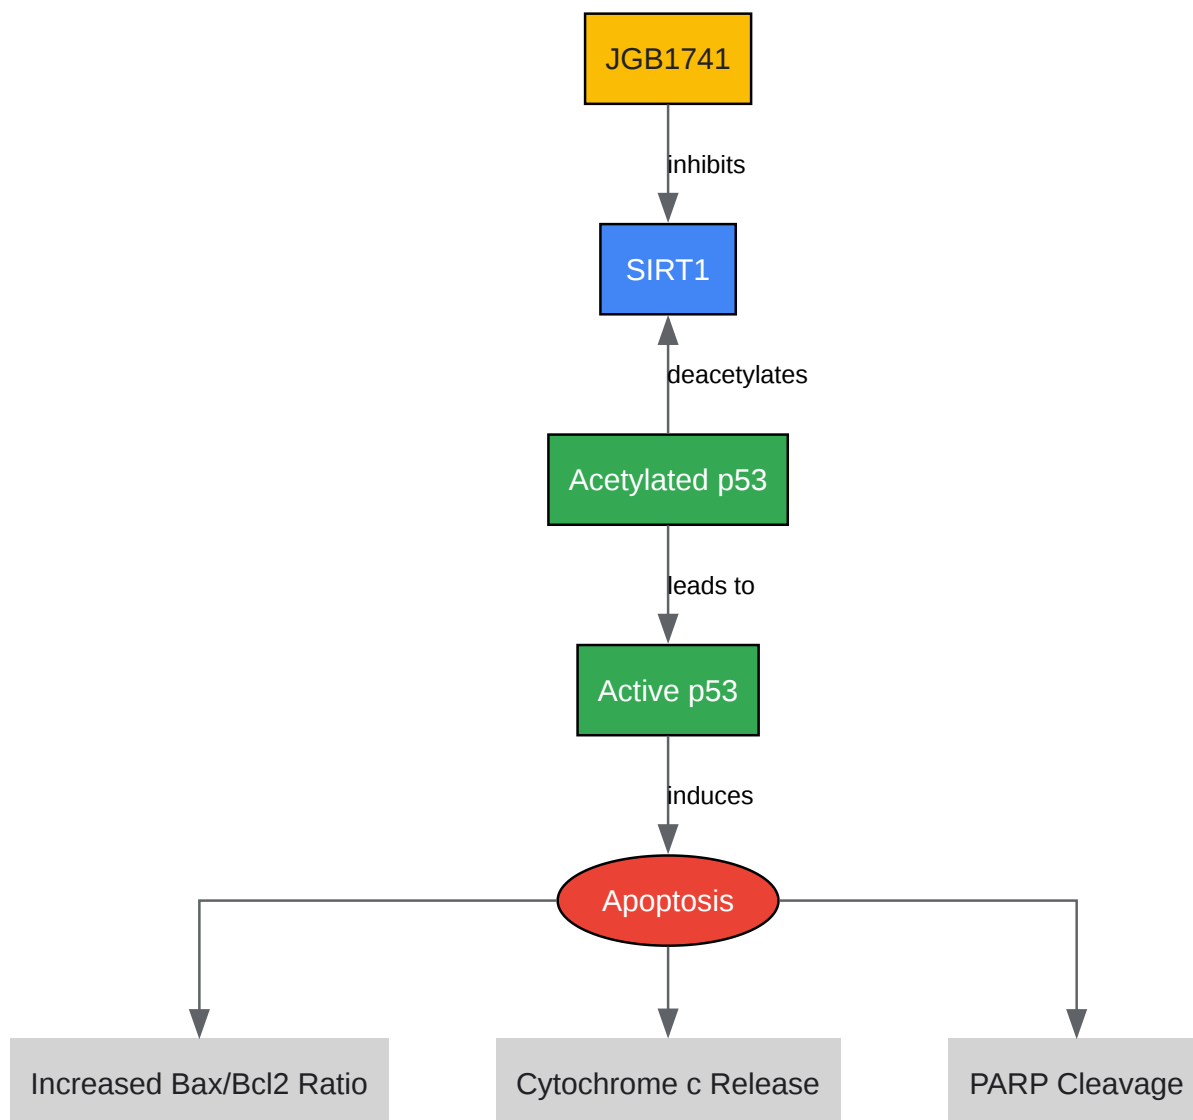 JGB1741
inhibits
SIRT1
deacetylates
Acetylated p53
leads to
Active p53
induces
Apoptosis
Increased Bax/Bcl2 Ratio
Cytochrome c Release
PARP Cleavage